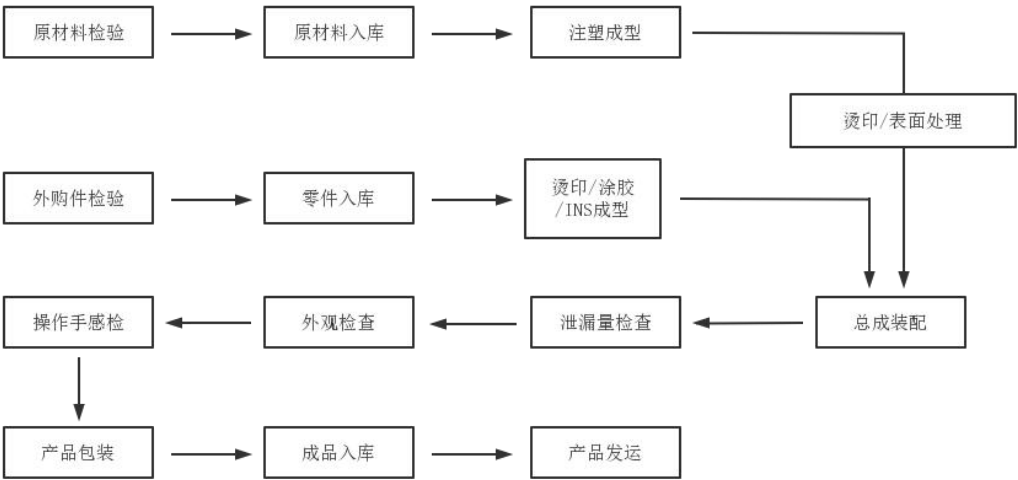 原材料检验
原材料入库
注塑成型
烫印/表面处理
外购件检验
零件入库
烫印/涂胶
/INS成型
操作手感检
外观检查
泄漏量检查
总成装配
产品包装
成品入库
产品发运